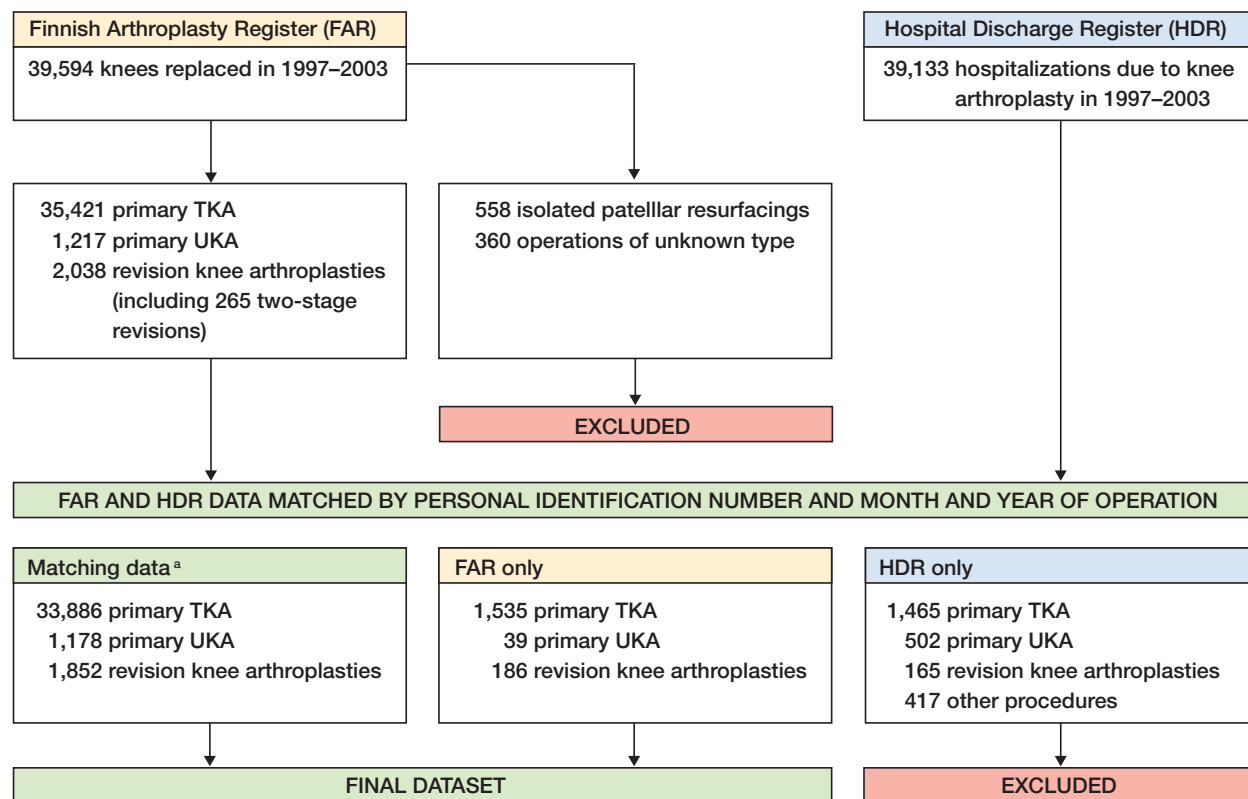 Finnish Arthroplasty Register (FAR)
39,594 knees replaced in 1997–2003
Hospital Discharge Register (HDR)
39,133 hospitalizations due to knee
arthroplasty in 1997–2003
35,421 primary TKA
1,217 primary UKA
2,038 revision knee arthroplasties
(including 265 two-stage
revisions)
558 isolated patelllar resurfacings
360 operations of unknown type
EXCLUDED
FAR AND HDR DATA MATCHED BY PERSONAL IDENTIFICATION NUMBER AND MONTH AND YEAR OF OPERATION
Matching data a
33,886 primary TKA
1,178 primary UKA
1,852 revision knee arthroplasties
FAR only
1,535 primary TKA
39 primary UKA
186 revision knee arthroplasties
HDR only
1,465 primary TKA
502 primary UKA
165 revision knee arthroplasties
417 other procedures
FINAL DATASET
EXCLUDED